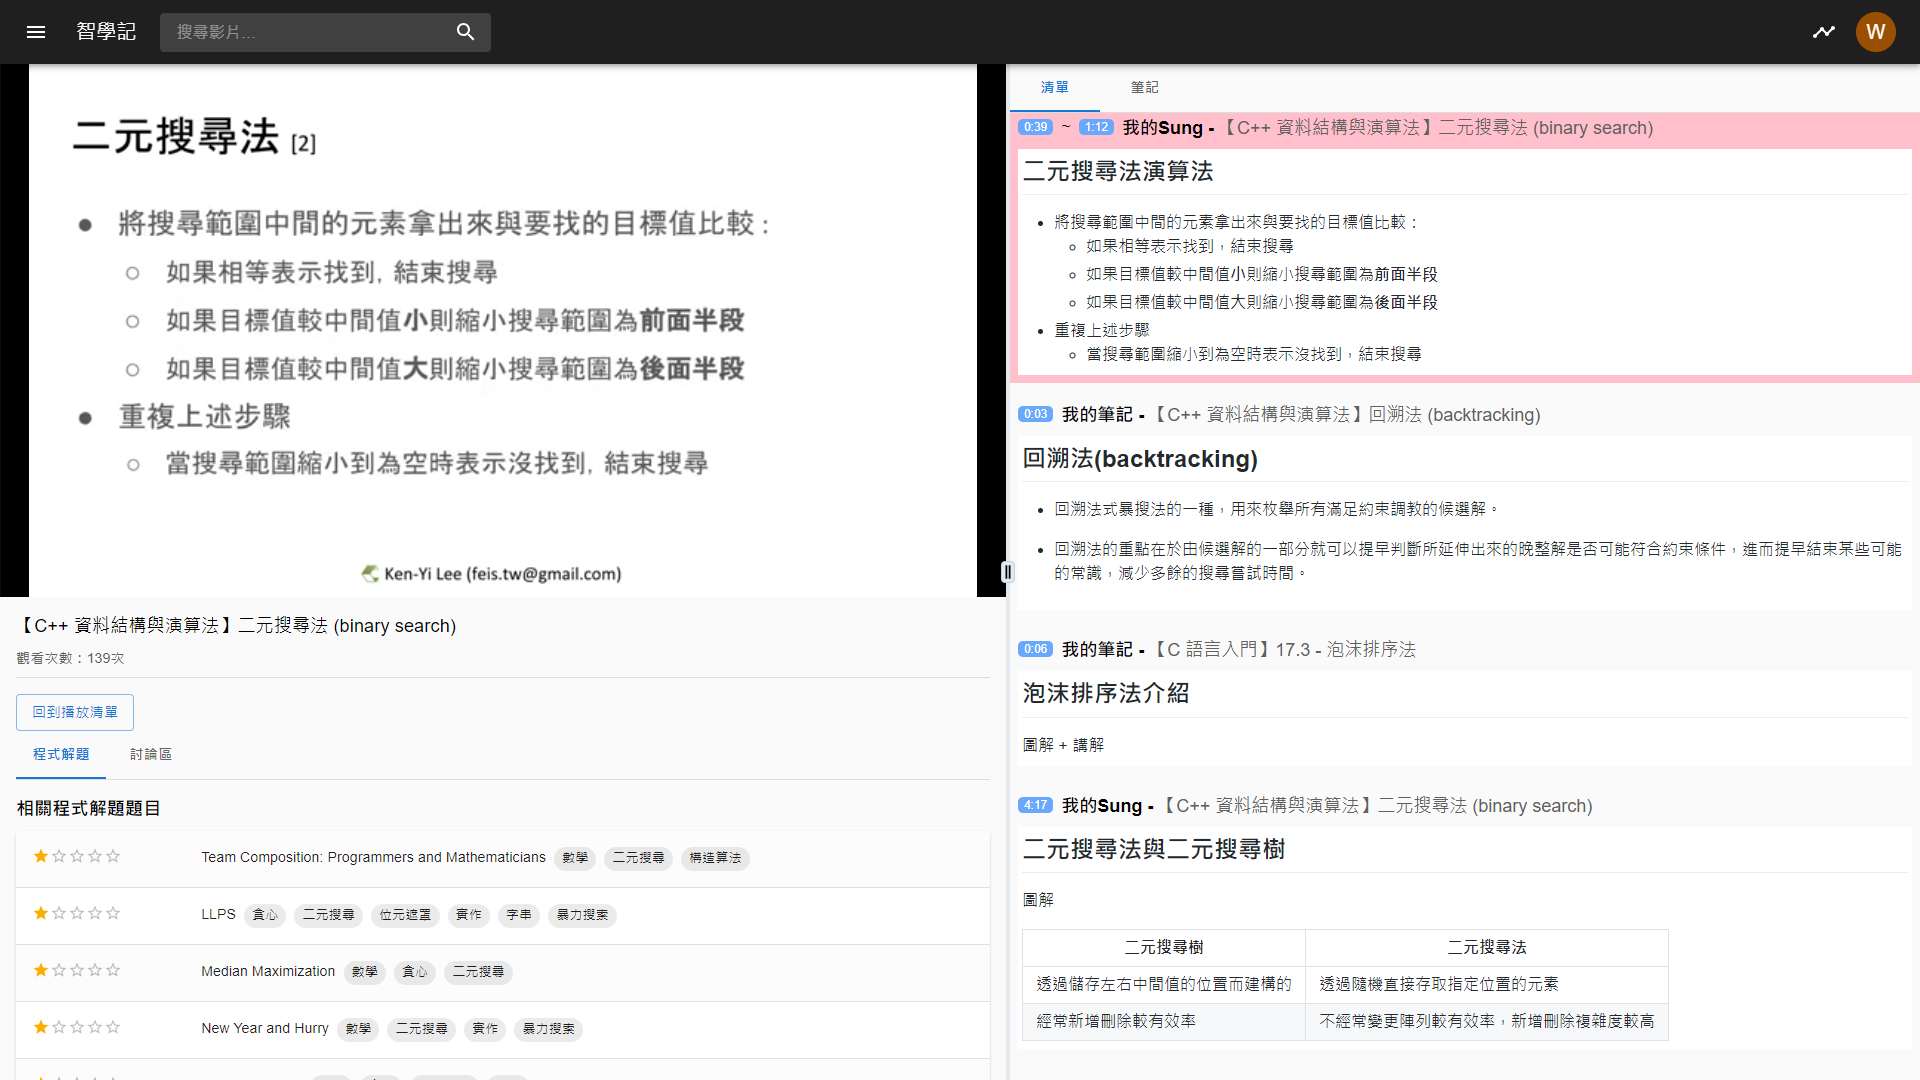 智學記
搜尋影片...
W
二元搜尋法 [2]
將搜尋範圍中間的元素拿出來與要找的目標值比較：
如果相等表示找到, 結束搜尋
如果目標值較中間值小則縮小搜尋範圍為前面半段
如果目標值較中間值大則縮小搜尋範圍為後面半段
重複上述步驟
當搜尋範圍縮小到為空時表示沒找到, 結束搜尋
Ken-Yi Lee (feis.tw@gmail.com)
【C++ 資料結構與演算法】二元搜尋法 (binary search)
觀看次數：139次
回到播放清單
程式解題 討論區
相關程式解題題目
Team Composition: Programmers and Mathematicians 數學 二元搜尋 構造算法
LLPS 貪心 二元搜尋 位元遮罩 實作 字串 暴力搜索
Median Maximization 數學 貪心 二元搜尋
New Year and Hurry 數學 二元搜尋 實作 暴力搜索
清單 筆記
0:39 ~ 1:12 我的Sung - 【C++ 資料結構與演算法】二元搜尋法 (binary search)
二元搜尋法演算法
將搜尋範圍中間的元素拿出來與要找的目標值比較：
如果相等表示找到，結束搜尋
如果目標值較中間值小則縮小搜尋範圍為前面半段
如果目標值較中間值大則縮小搜尋範圍為後面半段
重複上述步驟
當搜尋範圍縮小到為空時表示沒找到，結束搜尋
0:03 我的筆記 - 【C++ 資料結構與演算法】回溯法 (backtracking)
回溯法(backtracking)
回溯法式暴搜法的一種，用來枚舉所有滿足約束調教的候選解。
回溯法的重點在於由候選解的一部分就可以提早判斷所延伸出來的晚整解是否可能符合約束條件，進而提早結束某些可能
的常識，減少多餘的搜尋嘗試時間。
0:06 我的筆記 - 【C 語言入門】17.3 - 泡沫排序法
泡沫排序法介紹
圖解 + 講解
4:17 我的Sung - 【C++ 資料結構與演算法】二元搜尋法 (binary search)
二元搜尋法與二元搜尋樹
圖解
二元搜尋樹 二元搜尋法
透過儲存左右中間值的位置而建構的 透過隨機直接存取指定位置的元素
經常新增刪除較有效率 不經常變更陣列較有效率，新增刪除複雜度較高